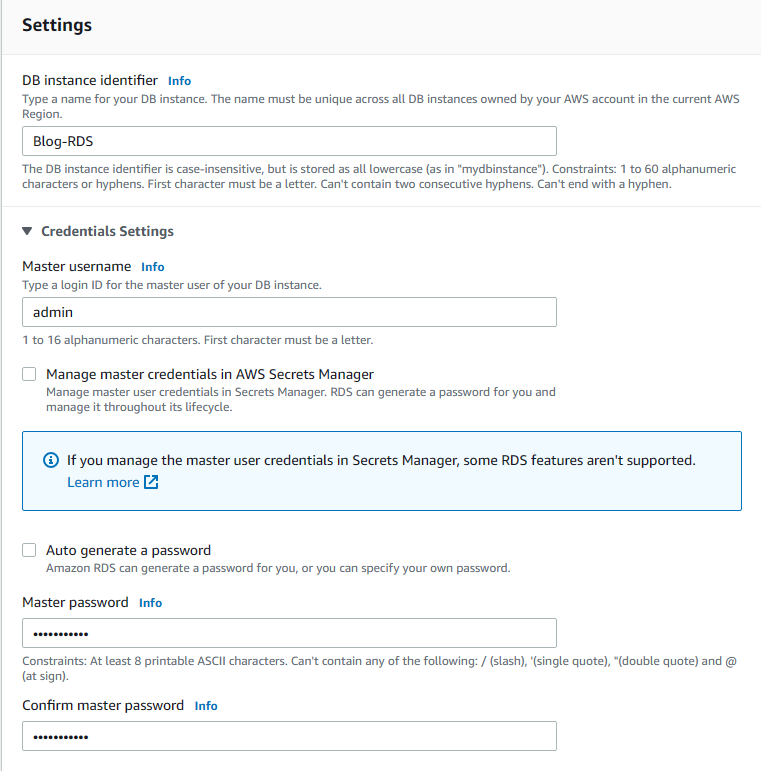 Settings
DB instance identifier Info
Type a name for your DB instance. The name must be unique across all DB instances owned by your AWS account in the current AWS
Region.
Blog-RDS
The DB instance identifier is case-insensitive, but is stored as all lowercase (as in "mydbinstance"). Constraints: 1 to 60 alphanumeric
characters or hyphens. First character must be a letter. Can't contain two consecutive hyphens. Can't end with a hyphen.
Credentials Settings
Master username Info
Type a login ID for the master user of your DB instance.
admin
1 to 16 alphanumeric characters. First character must be a letter.
Manage master credentials in AWS Secrets Manager
Manage master user credentials in Secrets Manager. RDS can generate a password for you and
manage it throughout its lifecycle.
If you manage the master user credentials in Secrets Manager, some RDS features aren't supported.
Learn more
Auto generate a password
Amazon RDS can generate a password for you, or you can specify your own password.
Master password Info
•••••••••••
Constraints: At least 8 printable ASCII characters. Can't contain any of the following: / (slash), '(single quote), "(double quote) and @
(at sign).
Confirm master password Info
•••••••••••